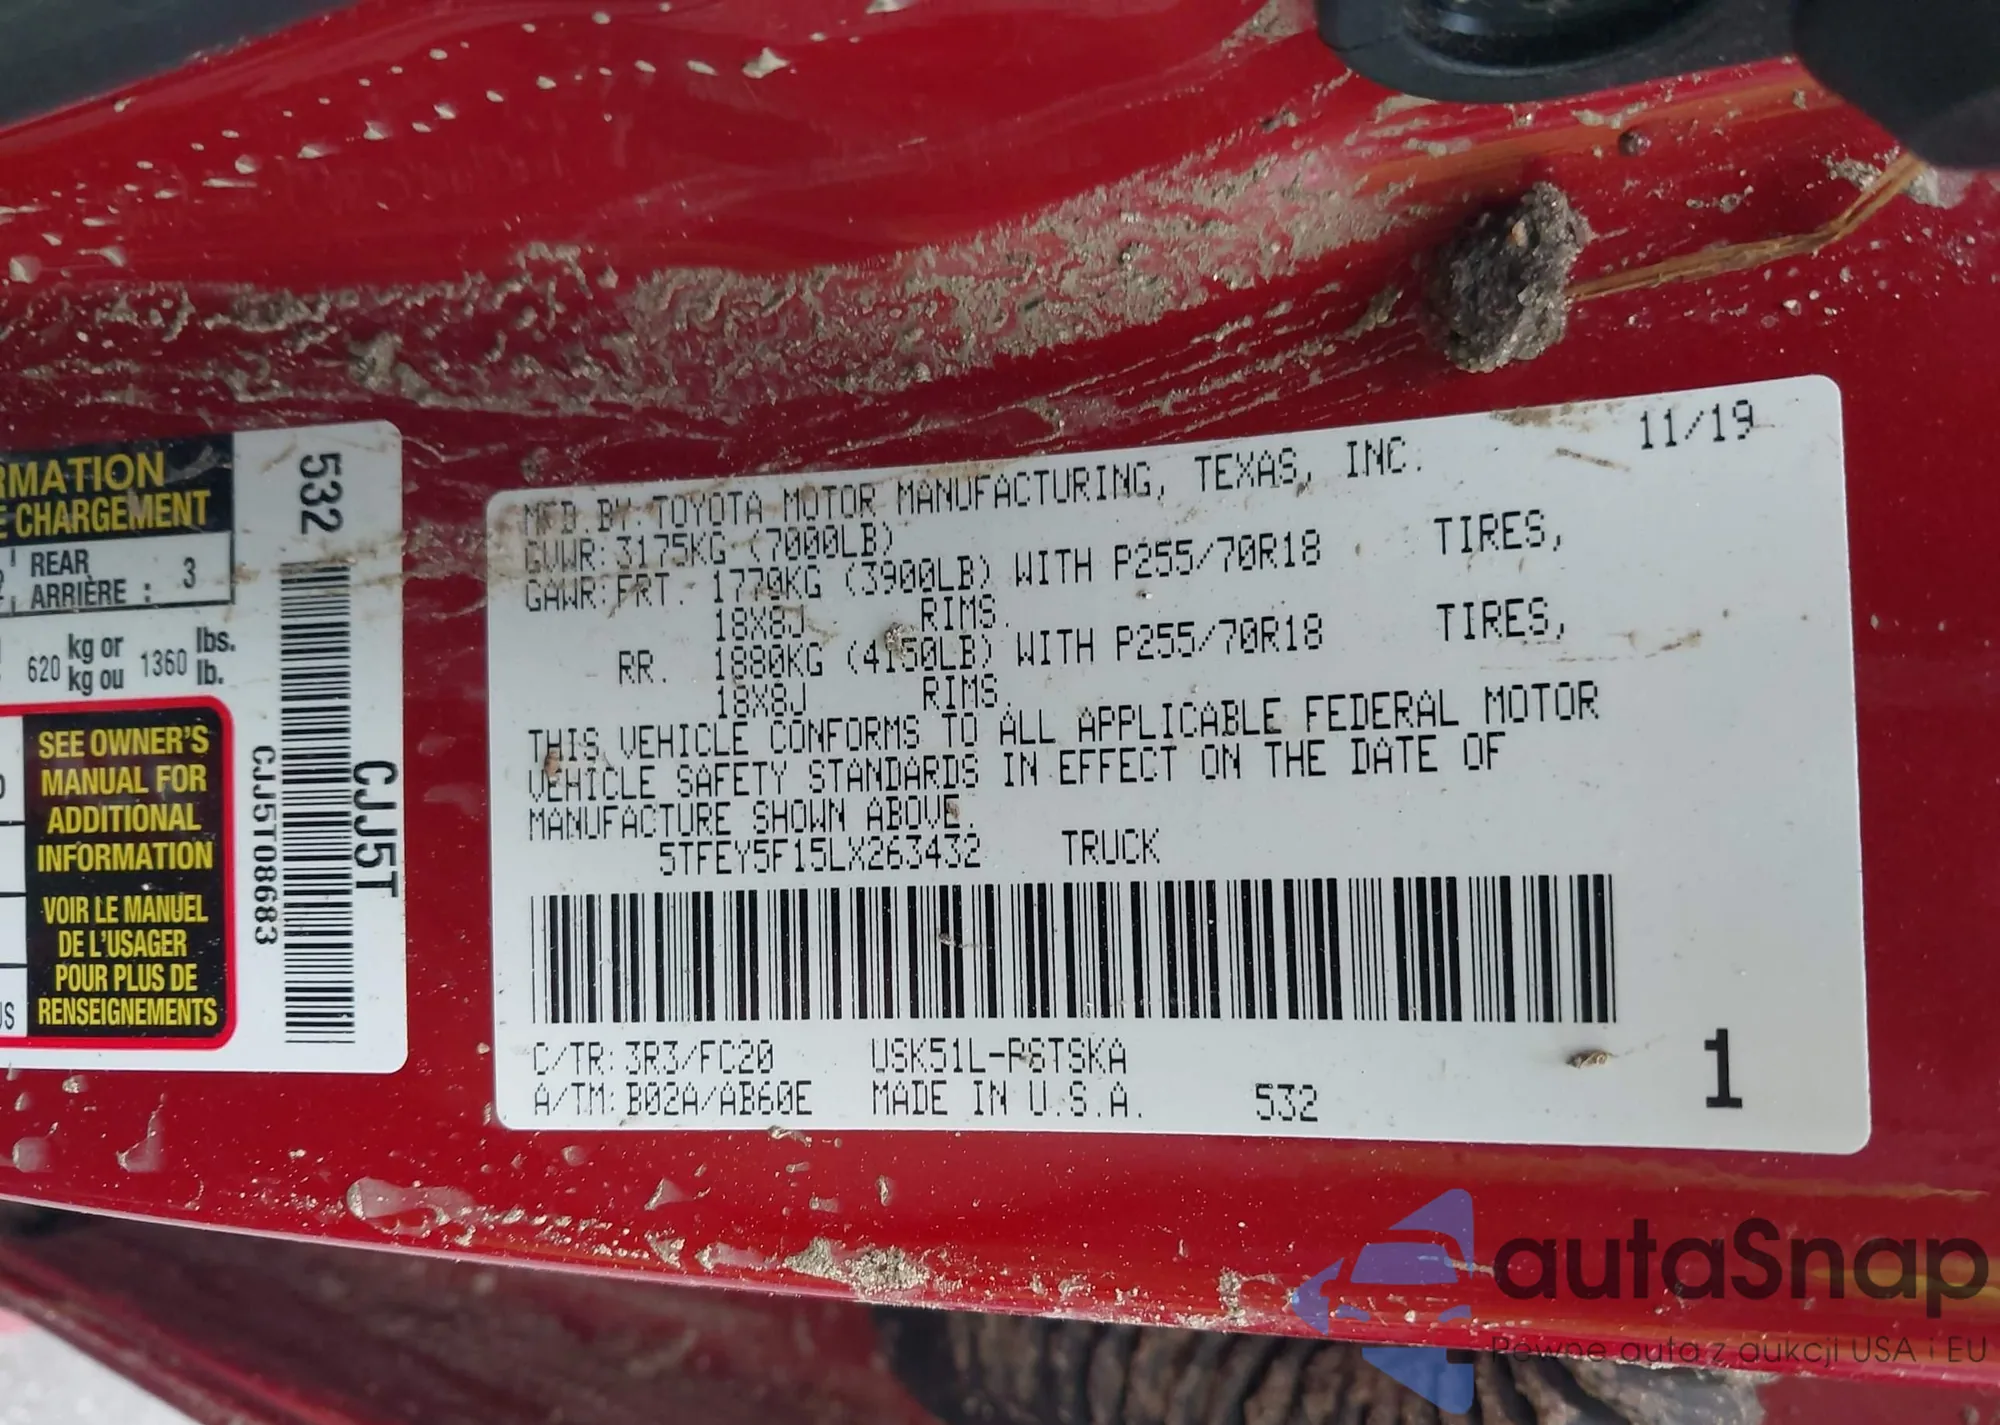 RMATION
E CHARGEMENT
REAR
ARRIÈRE : 3
620 kg or 1360 lbs.
kg ou lb.
SEE OWNER'S
MANUAL FOR
ADDITIONAL
INFORMATION
VOIR LE MANUEL
DE L'USAGER
POUR PLUS DE
RENSEIGNEMENTS
532
CJJ5T
CJJ5T08683
11/19
MFD.BY:TOYOTA MOTOR MANUFACTURING, TEXAS, INC.
GVWR:3175KG (7000LB)
GAWR:FRT. 1770KG (3900LB) WITH P255/70R18 TIRES,
18X8J RIMS.
RR. 1880KG (4150LB) WITH P255/70R18 TIRES,
18X8J RIMS.
THIS VEHICLE CONFORMS TO ALL APPLICABLE FEDERAL MOTOR
VEHICLE SAFETY STANDARDS IN EFFECT ON THE DATE OF
MANUFACTURE SHOWN ABOVE.
5TFEY5F15LX263432 TRUCK
C/TR:3R3/FC20 USK51L-PSTSKA
A/TM:B02A/AB60E MADE IN U.S.A. 532
1
autaSnap
Pewne auta z aukcji USA i EU